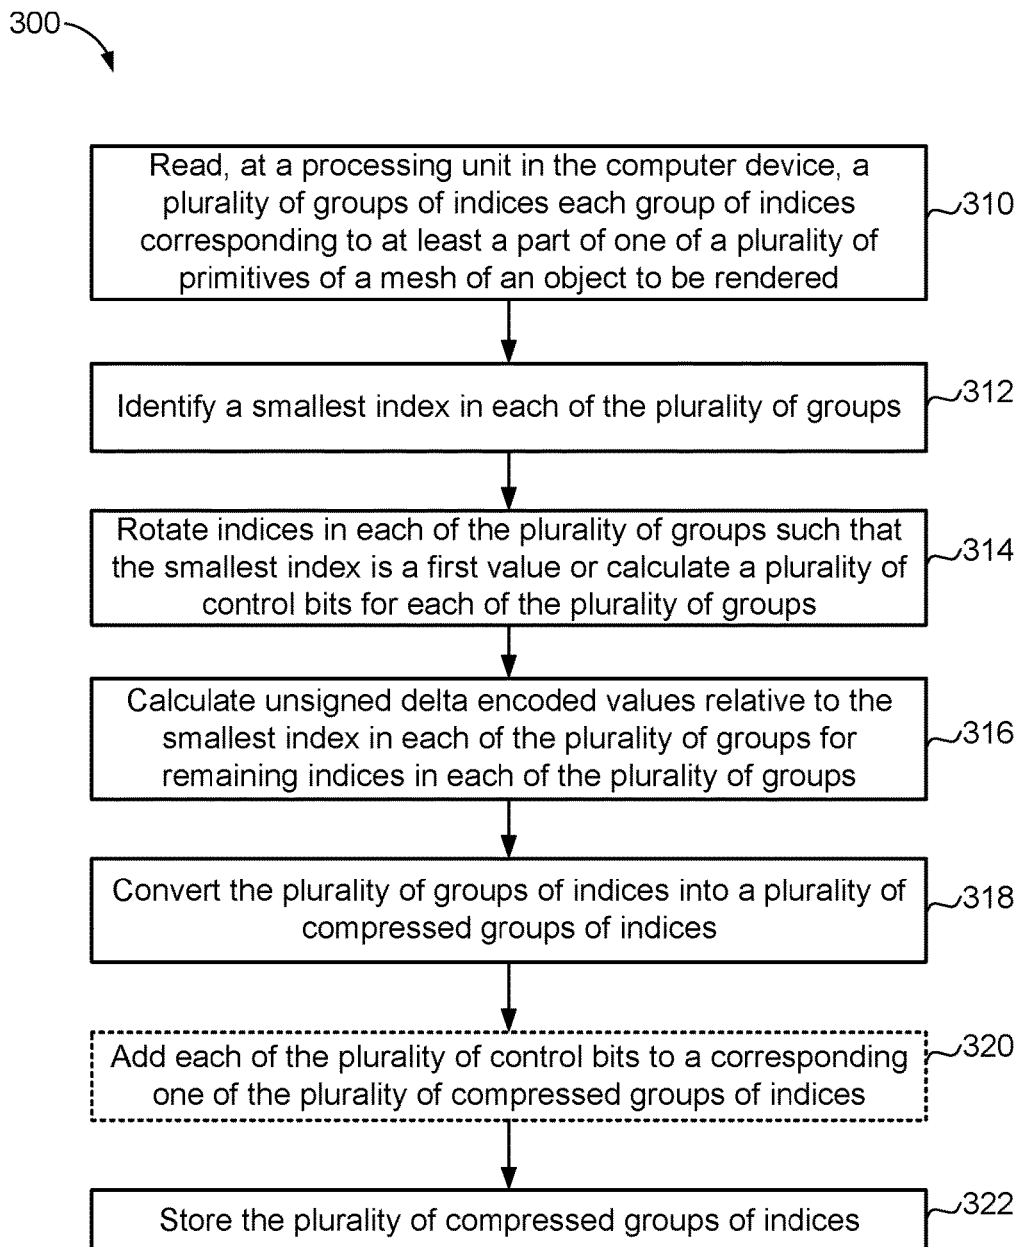 300
Read, at a processing unit in the computer device, a
plurality of groups of indices each group of indices
corresponding to at least a part of one of a plurality of
primitives of a mesh of an object to be rendered
310
Identify a smallest index in each of the plurality of groups
312
Rotate indices in each of the plurality of groups such that
the smallest index is a first value or calculate a plurality of
control bits for each of the plurality of groups
314
Calculate unsigned delta encoded values relative to the
smallest index in each of the plurality of groups for
remaining indices in each of the plurality of groups
316
Convert the plurality of groups of indices into a plurality of
compressed groups of indices
318
Add each of the plurality of control bits to a corresponding
one of the plurality of compressed groups of indices
320
Store the plurality of compressed groups of indices
322